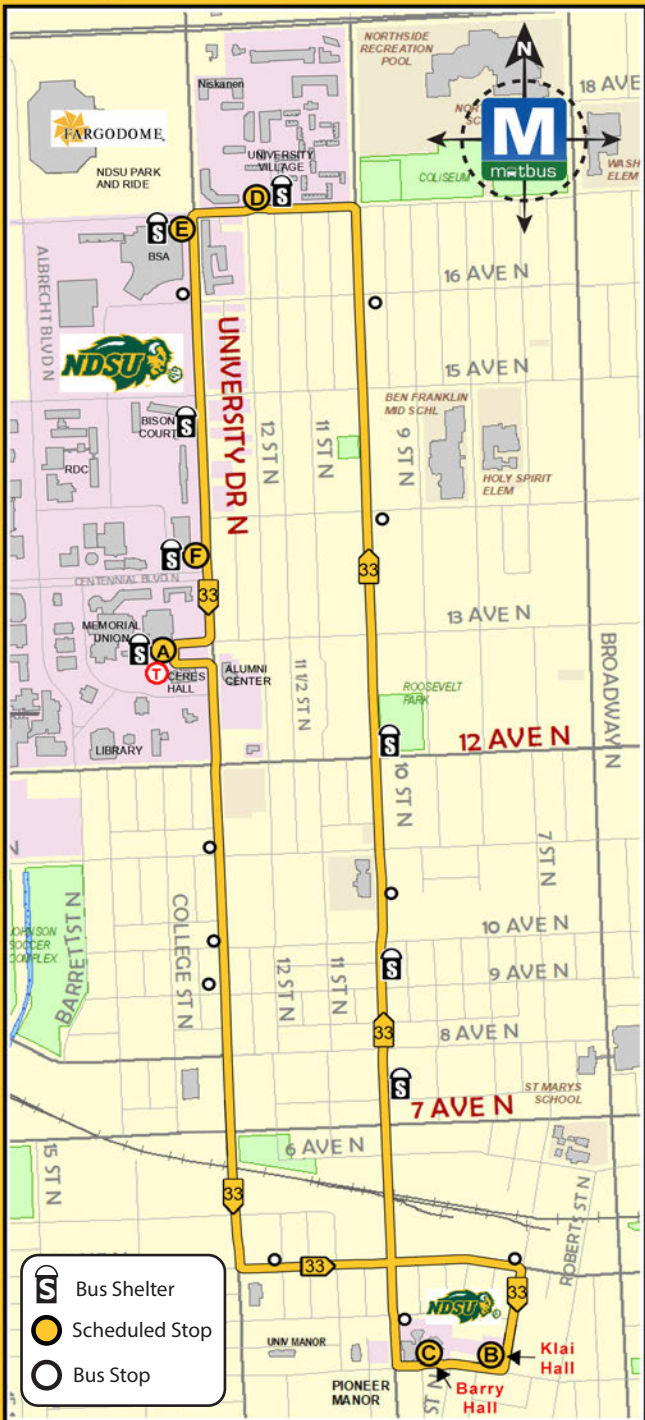 NORTHSIDE
RECREATION
POOL
N
18 AVE
Niskanen
FARGODOME
M
matbus
NDSU PARK
AND RIDE
UNIVERSITY
VILLAGE
D
S
COLISEUM
WASH
ELEM
S
E
BSA
ALBRECHT BLVD N
16 AVE N
UNIVERSITY DR N
NDSU
15 AVE N
BEN FRANKLIN
MID SCHL
BISON
COURT
S
12 ST N
11 ST N
9 ST N
RDC
HOLY SPIRIT
ELEM
S
F
33
CENTENNIAL BLVD N
33
13 AVE N
MEMORIAL
UNION
S
A
T
CERES
HALL
ALUMNI
CENTER
11 1/2 ST N
BROADWAY N
ROOSEVELT
PARK
S
12 AVE N
LIBRARY
10 ST N
7 ST N
N
COLLEGE ST N
BARRETT ST N
JOHNSON
SOCCER
COMPLEX
10 AVE N
12 ST N
11 ST N
S
9 AVE N
33
8 AVE N
S
ST MARYS
SCHOOL
7 AVE N
6 AVE N
15 ST N
33
ROBERTS ST N
33
33
S
Bus Shelter
Scheduled Stop
Bus Stop
NDSU
UNIV MANOR
C
B
Klai
Hall
PIONEER
MANOR
ST N
Barry
Hall